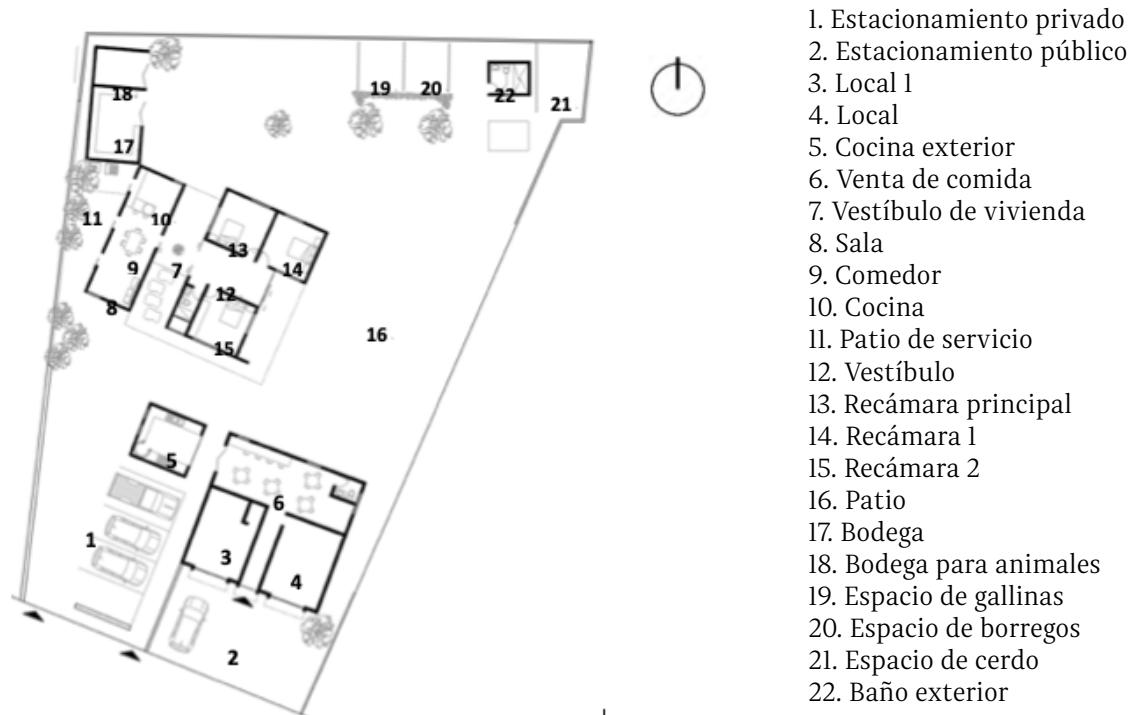 19
20
22
21
18
17
11
10
9
7
8
13
14
12
15
16
5
6
1
3
4
2
1. Estacionamiento privado
2. Estacionamiento público
3. Local 1
4. Local
5. Cocina exterior
6. Venta de comida
7. Vestíbulo de vivienda
8. Sala
9. Comedor
10. Cocina
11. Patio de servicio
12. Vestíbulo
13. Recámara principal
14. Recámara 1
15. Recámara 2
16. Patio
17. Bodega
18. Bodega para animales
19. Espacio de gallinas
20. Espacio de borregos
21. Espacio de cerdo
22. Baño exterior